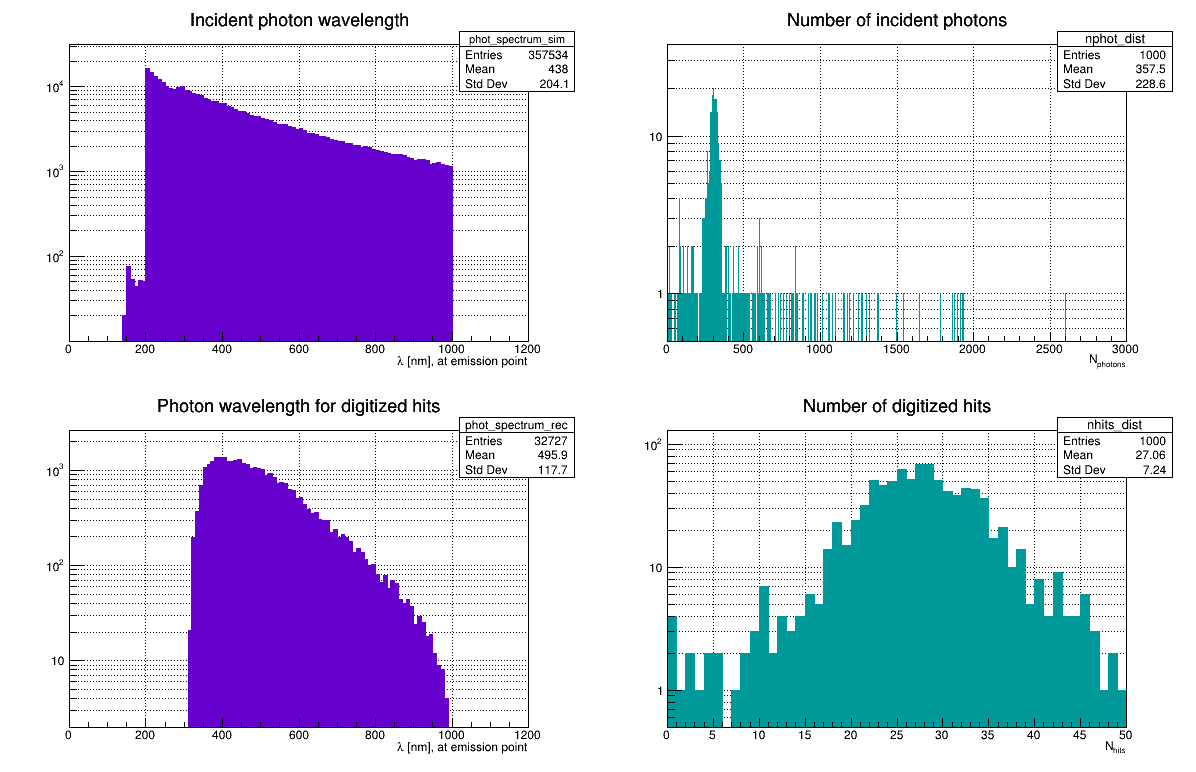 Incident photon wavelength
phot_spectrum_sim
Entries 357534
Mean 438
Std Dev 204.1
10^4
10^3
10^2
0 200 400 600 800 1000 1200
λ [nm], at emission point
Number of incident photons
nphot_dist
Entries 1000
Mean 357.5
Std Dev 228.6
10
1
0 500 1000 1500 2000 2500 3000
N_photons
Photon wavelength for digitized hits
phot_spectrum_rec
Entries 32727
Mean 495.9
Std Dev 117.7
10^3
10^2
10
0 200 400 600 800 1000 1200
λ [nm], at emission point
Number of digitized hits
nhits_dist
Entries 1000
Mean 27.06
Std Dev 7.24
10^2
10
1
0 5 10 15 20 25 30 35 40 45 50
N_hits